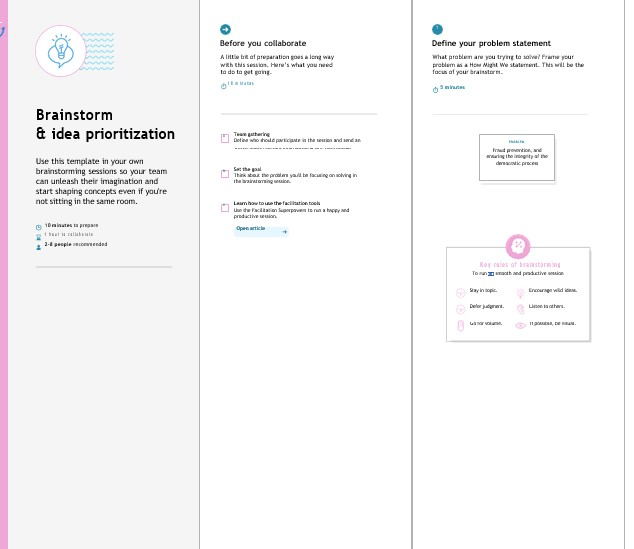 Brainstorm
& idea prioritization
Use this template in your own
brainstorming sessions so your team
can unleash their imagination and
start shaping concepts even if you're
not sitting in the same room.
10 minutes to prepare
1 hour to collaborate
2-8 people recommended
Before you collaborate
A little bit of preparation goes a long way
with this session. Here's what you need
to do to get going.
10 minutes
Team gathering
Define who should participate in the session and send an
Set the goal
Think about the problem you'll be focusing on solving in
the brainstorming session.
Learn how to use the facilitation tools
Use the Facilitation Superpowers to run a happy and
productive session.
Open article
Define your problem statement
What problem are you trying to solve? Frame your
problem as a How Might We statement. This will be the
focus of your brainstorm.
5 minutes
PROBLEM
Fraud prevention, and
ensuring the integrity of the
democratic process
Key rules of brainstorming
To run smooth and productive session
Stay in topic.
Encourage wild ideas.
Defer judgment.
Listen to others.
Go for volume.
If possible, be visual.